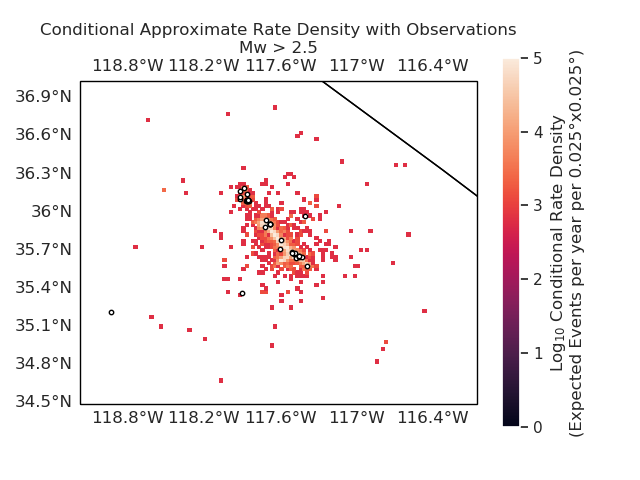 Conditional Approximate Rate Density with Observations
Mw > 2.5
118.8°W 118.2°W 117.6°W 117°W 116.4°W
36.9°N
36.6°N
36.3°N
36°N
35.7°N
35.4°N
35.1°N
34.8°N
34.5°N
118.8°W 118.2°W 117.6°W 117°W 116.4°W
5
4
3
2
1
0
Log₁₀ Conditional Rate Density
(Expected Events per year per 0.025°x0.025°)